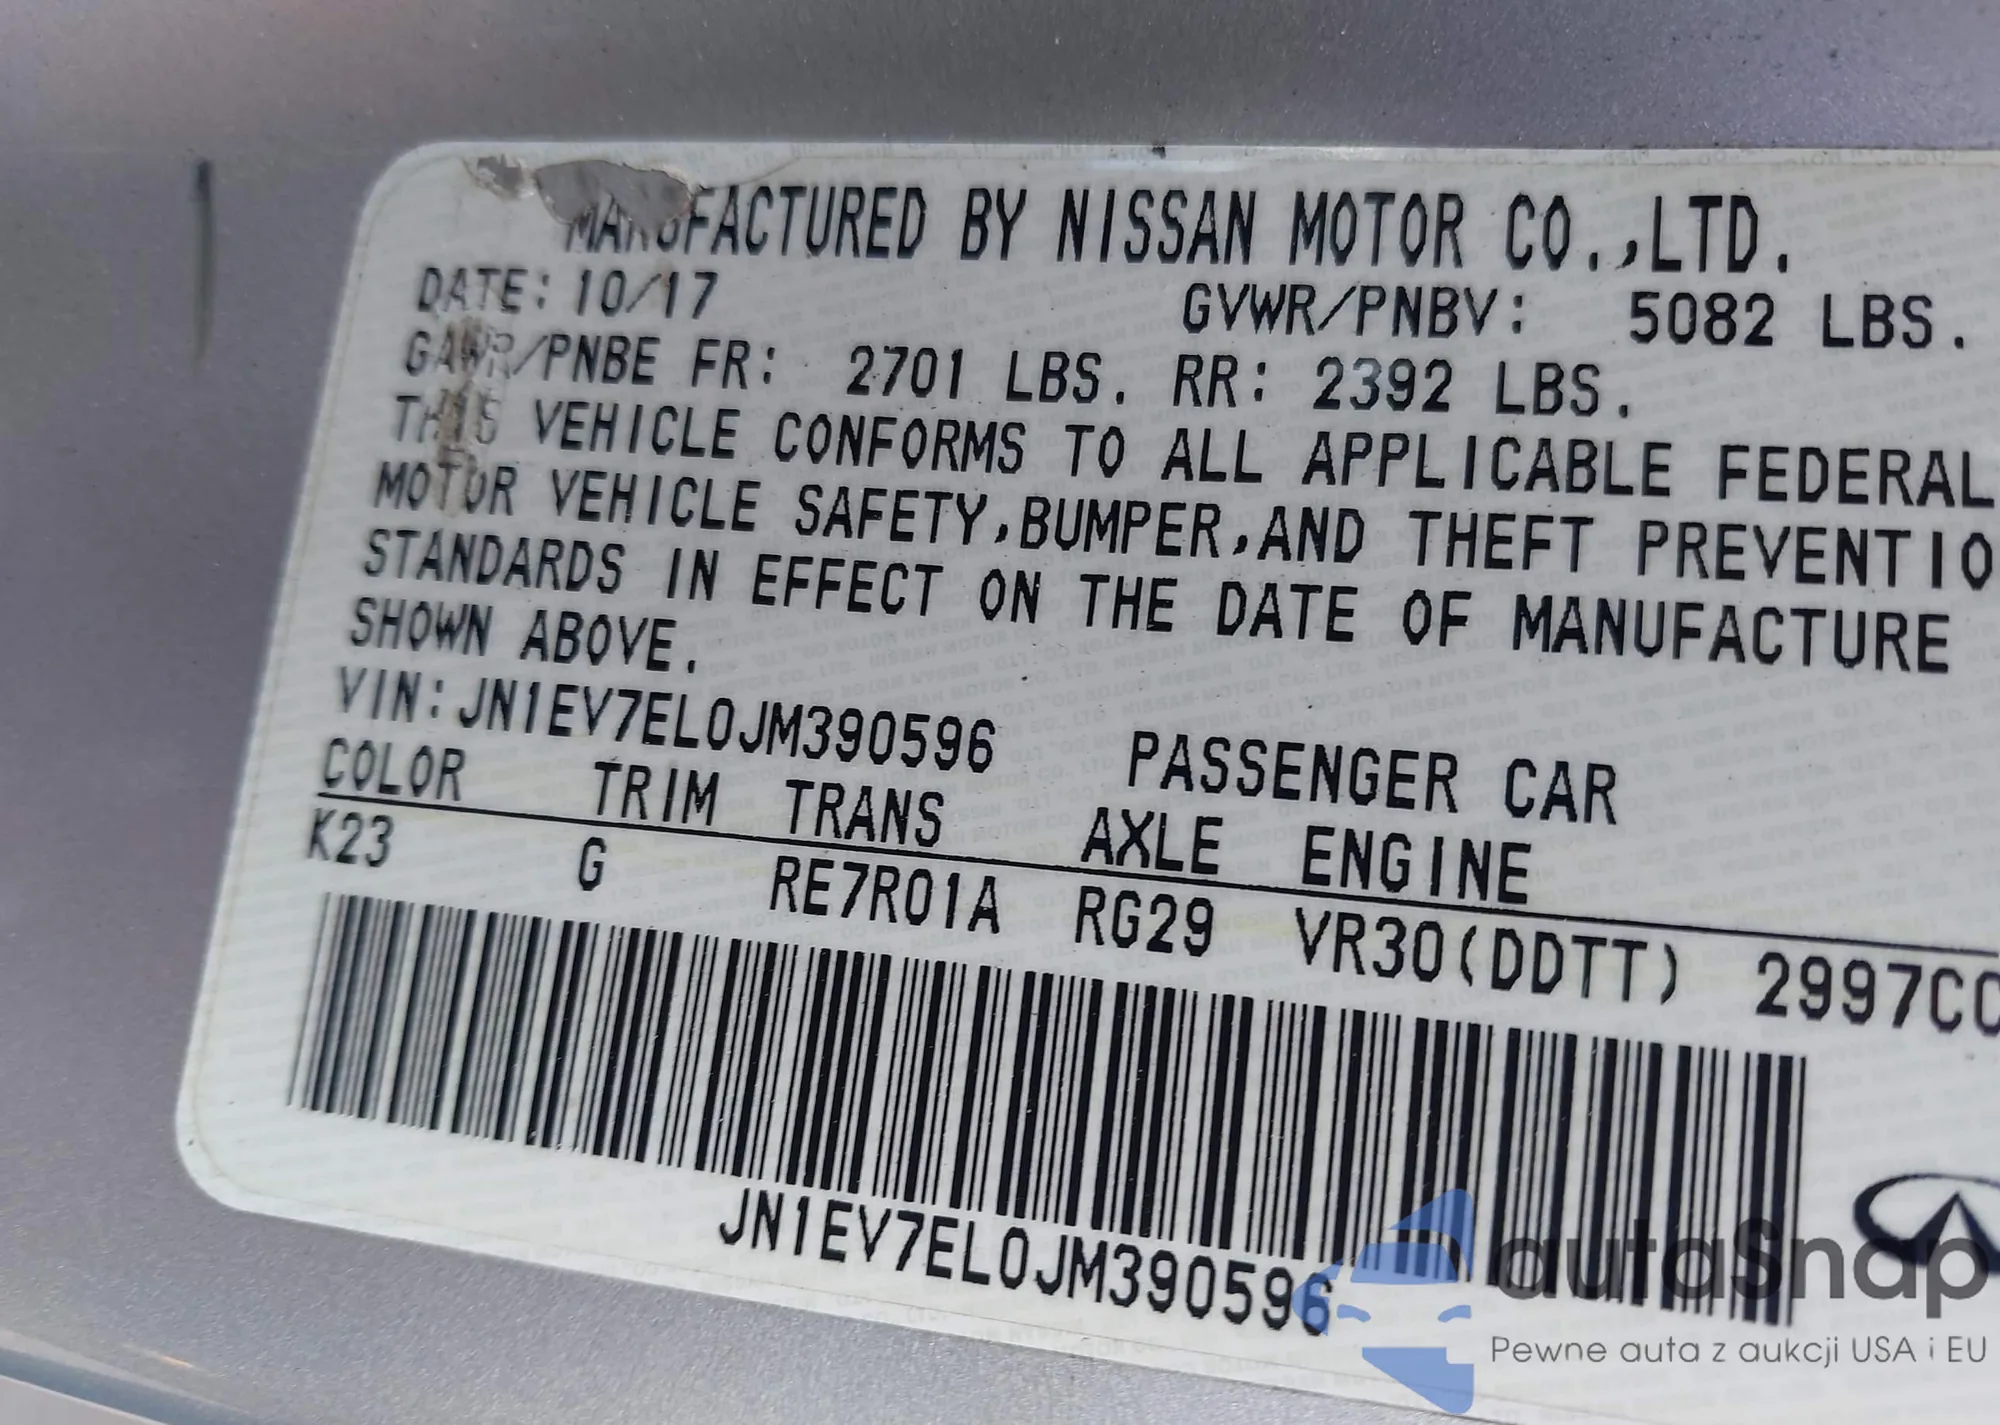 MANUFACTURED BY NISSAN MOTOR CO.,LTD.
DATE: 10/17 GVWR/PNBV: 5082 LBS.
GAWR/PNBE FR: 2701 LBS. RR: 2392 LBS.
THIS VEHICLE CONFORMS TO ALL APPLICABLE FEDERAL
MOTOR VEHICLE SAFETY,BUMPER,AND THEFT PREVENTIO
STANDARDS IN EFFECT ON THE DATE OF MANUFACTURE
SHOWN ABOVE.
VIN:JN1EV7EL0JM390596 PASSENGER CAR
COLOR TRIM TRANS AXLE ENGINE
K23 G RE7R01A RG29 VR30(DDTT) 2997CC
JN1EV7EL0JM390596
autaSnap
Pewne auta z aukcji USA i EU